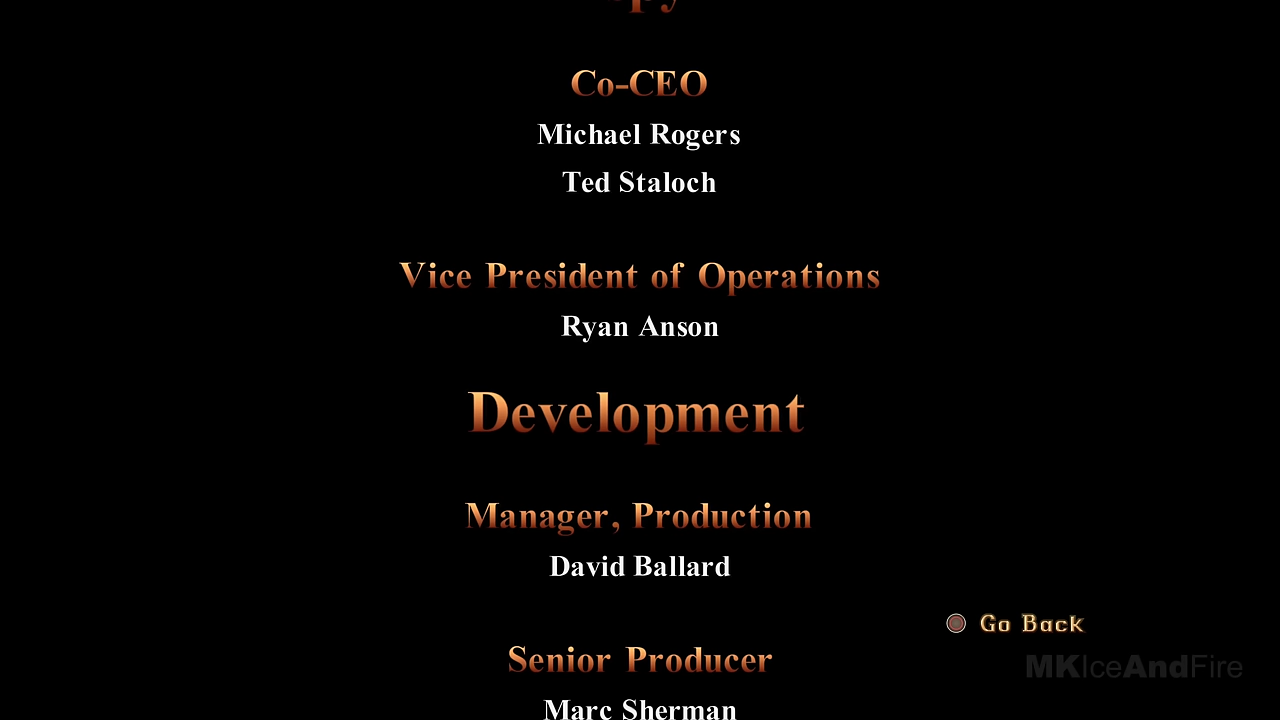 Co-CEO
Michael Rogers
Ted Staloch
Vice President of Operations
Ryan Anson
Development
Manager, Production
David Ballard
Go Back
Senior Producer
MKIceAndFire
Marc Sherman